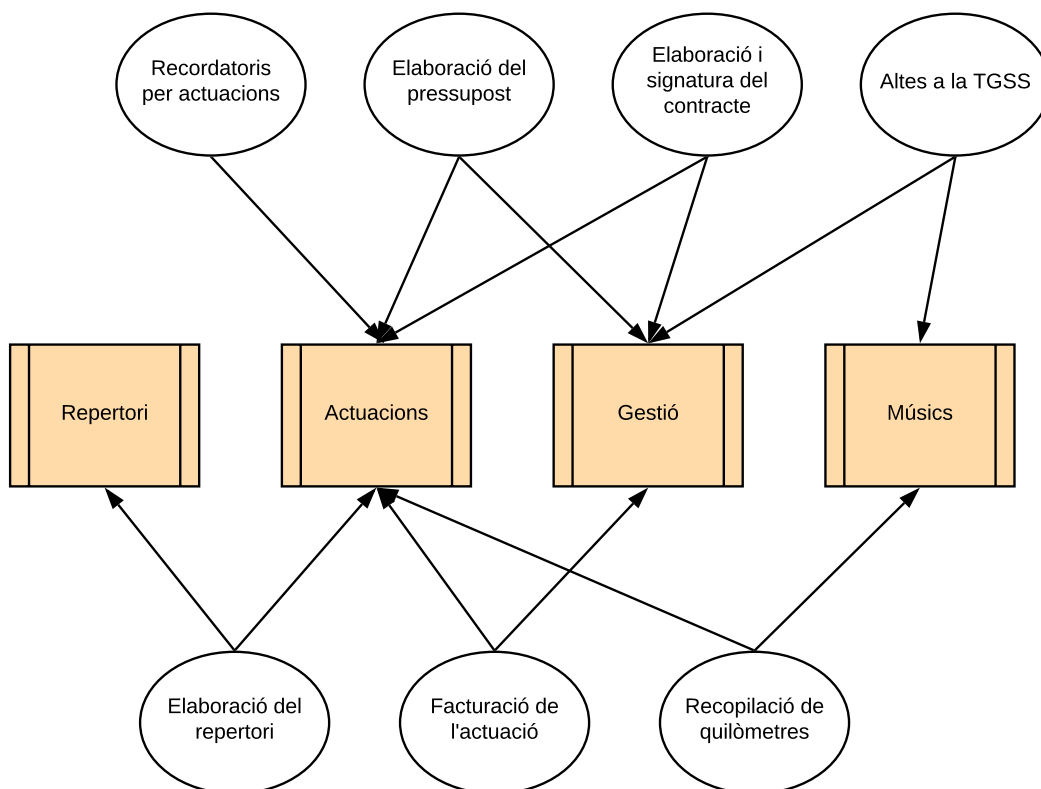 Recordatoris
per actuacions
Elaboració del
pressupost
Elaboració i
signatura del
contracte
Altes a la TGSS
Repertori
Actuacions
Gestió
Músics
Elaboració del
repertori
Facturació de
l'actuació
Recopilació de
quilòmetres